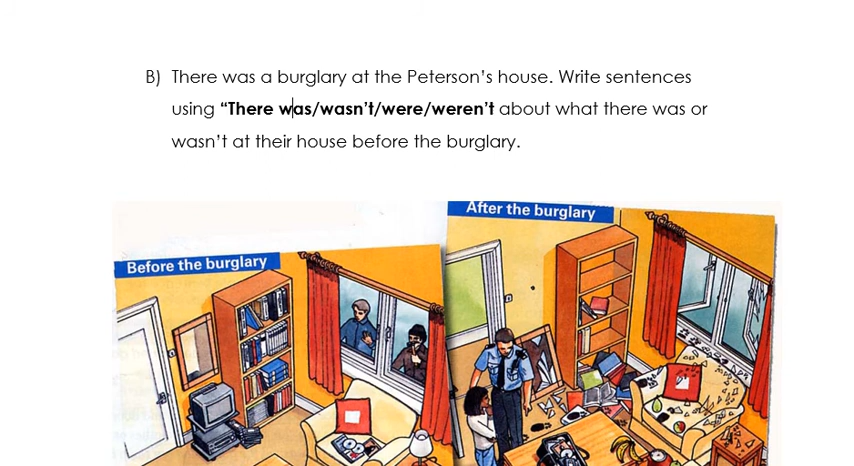 B) There was a burglary at the Peterson’s house. Write sentences
using “There was/wasn’t/were/weren’t about what there was or
wasn’t at their house before the burglary.
After the burglary
Before the burglary